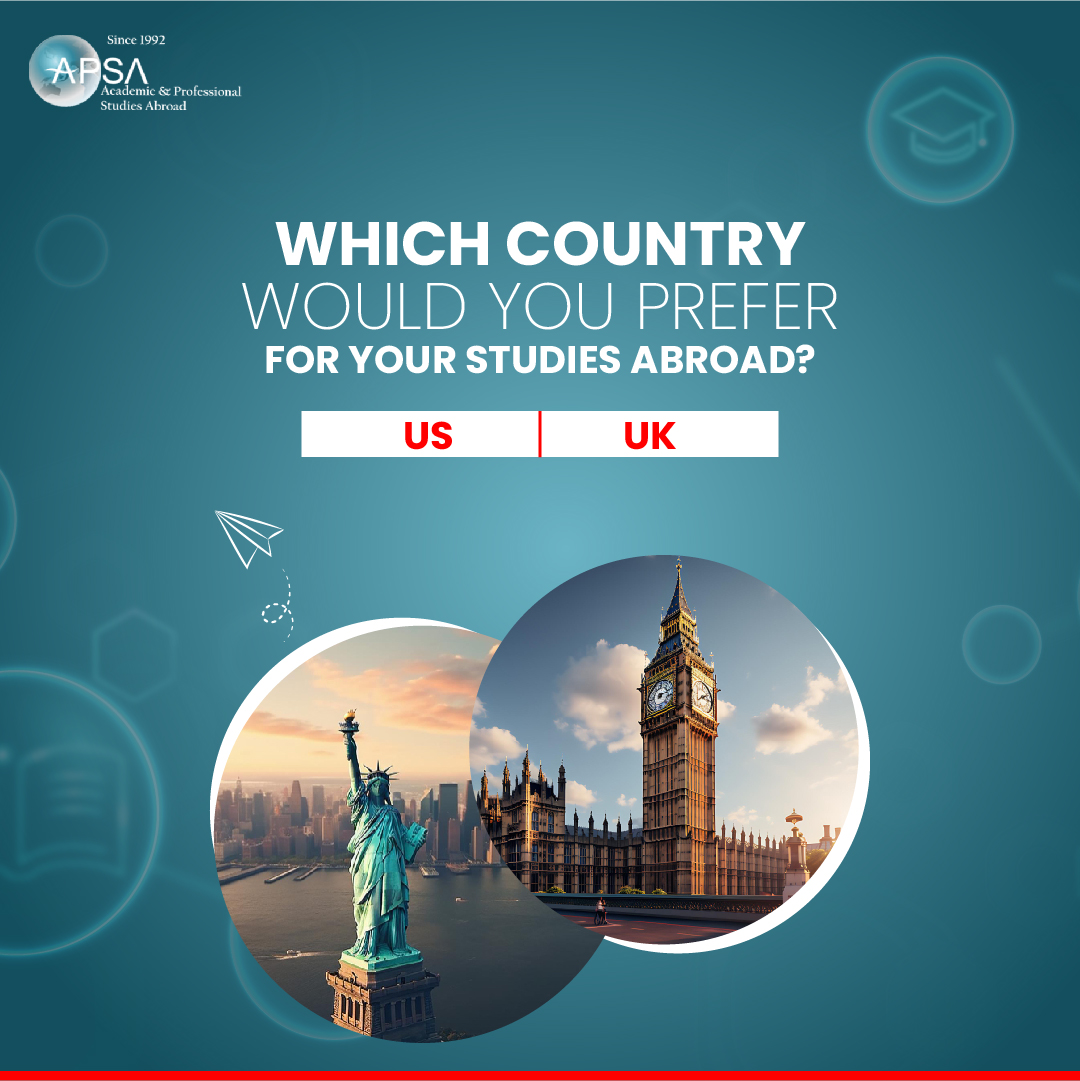 Since 1992
APSA
Academic & Professional
Studies Abroad
WHICH COUNTRY
WOULD YOU PREFER
FOR YOUR STUDIES ABROAD?
US
UK